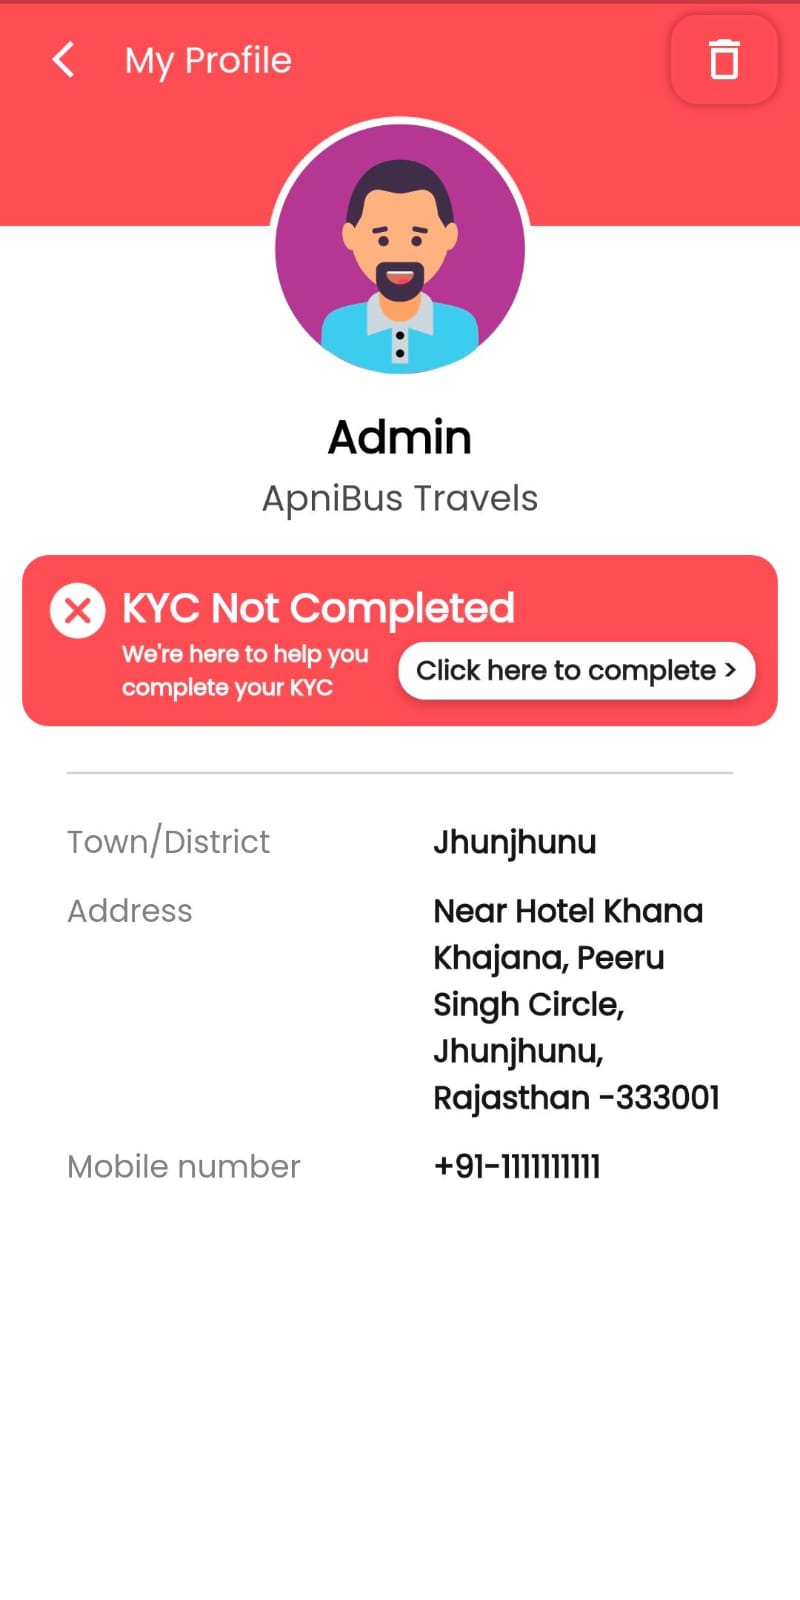 My Profile
Admin
ApniBus Travels
KYC Not Completed
We're here to help you
complete your KYC
Click here to complete >
Town/District
Jhunjhunu
Address
Near Hotel Khana
Khajana, Peeru
Singh Circle,
Jhunjhunu,
Rajasthan -333001
Mobile number
+91-1111111111